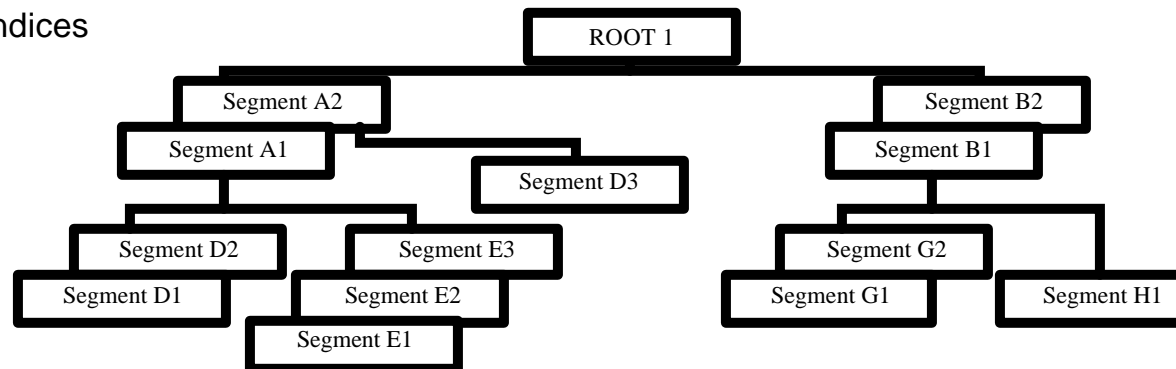 ndices
ROOT 1
Segment A2
Segment B2
Segment A1
Segment B1
Segment D3
Segment D2
Segment E3
Segment G2
Segment D1
Segment E2
Segment G1
Segment H1
Segment E1